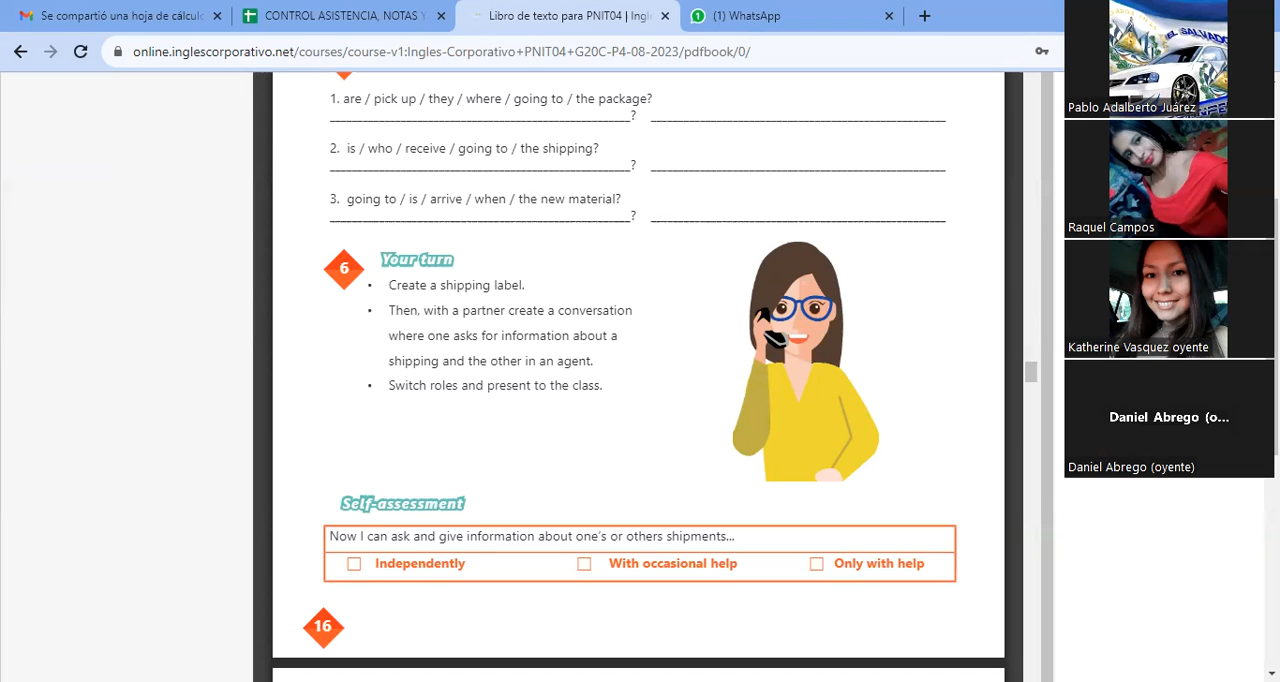 Se compartió una hoja de cálculo
CONTROL ASISTENCIA, NOTAS Y
Libro de texto para PNIT04 | Ingl
(1) WhatsApp
online.inglescorporativo.net/courses/course-v1:Ingles-Corporativo+PNIT04+G20C-P4-08-2023/pdfbook/0/
1. are / pick up / they / where / going to / the package?
?
2. is / who / receive / going to / the shipping?
?
3. going to / is / arrive / when / the new material?
?
6 Your turn
• Create a shipping label.
• Then, with a partner create a conversation
where one asks for information about a
shipping and the other in an agent.
• Switch roles and present to the class.
Self-assessment
Now I can ask and give information about one's or others shipments...
Independently With occasional help Only with help
16
EL SALVADOR
Pablo Adalberto Juárez
Raquel Campos
Katherine Vasquez oyente
Daniel Abrego (o...
Daniel Abrego (oyente)